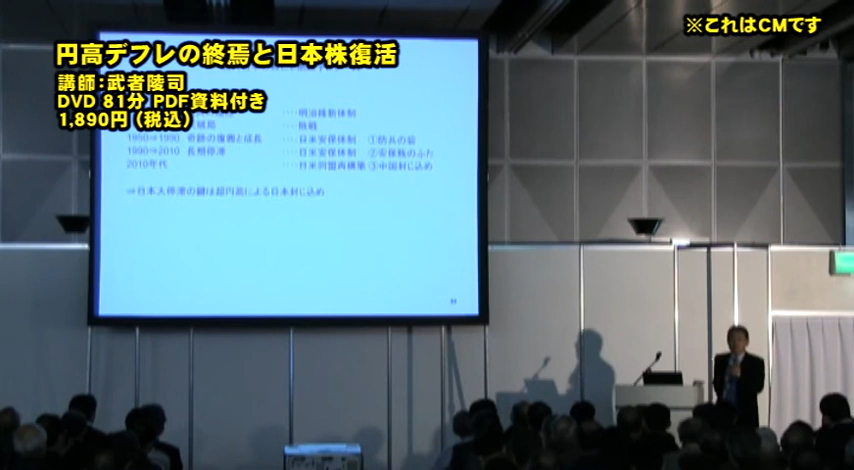 ※これはCMです
円高デフレの終焉と日本株復活
講師:武者陵司
DVD 81分 PDF資料付き
1,890円 (税込)
‥‥明治維新体制
破局 ‥‥敗戦
1950⇒1990 奇跡の復興と成長 ‥‥日米安保体制 ①防共の砦
1990⇒2010 長期停滞 ‥‥日米安保体制 ②安保瓶のふた
2010年代 ‥‥日米同盟再構築 ③中国封じ込め
⇒日本大停滞の鍵は超円高による日本封じ込め